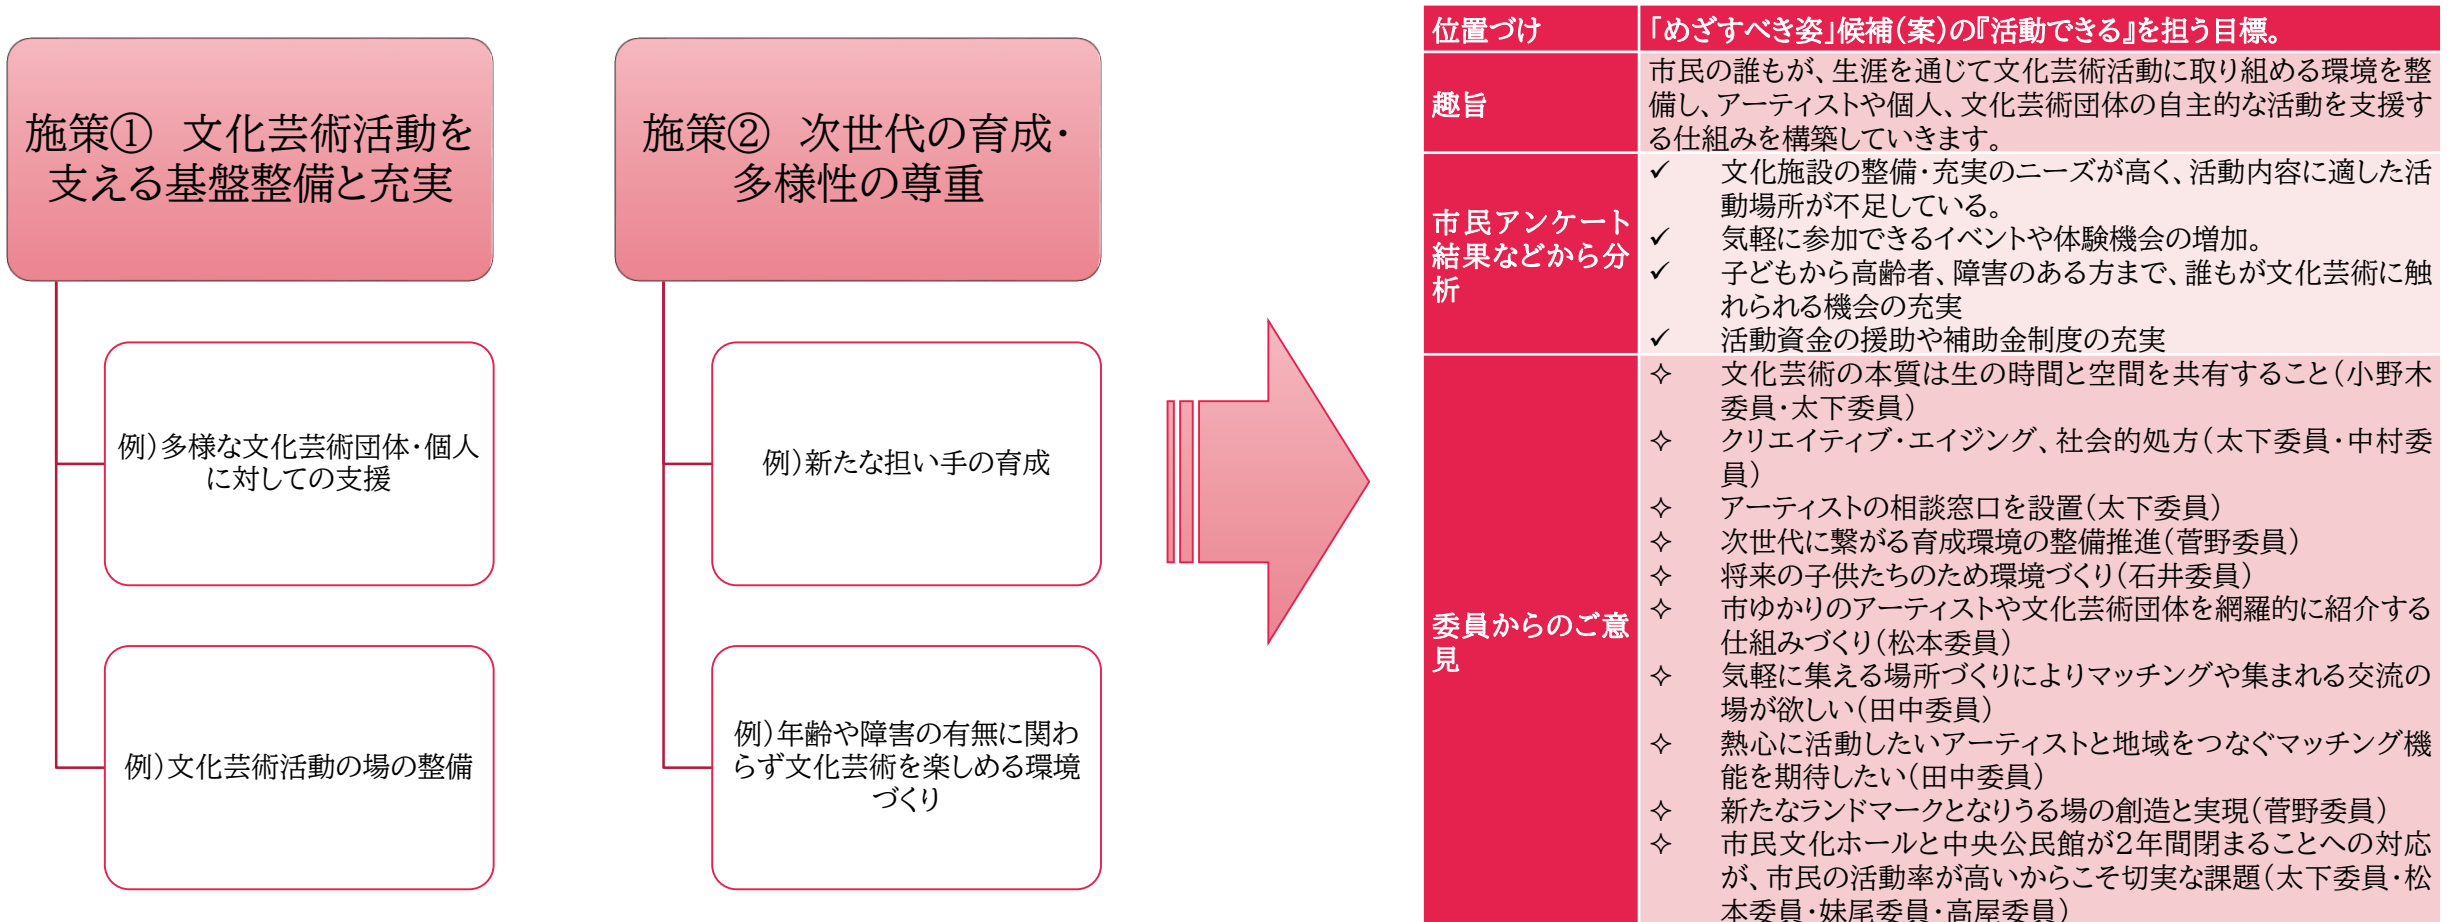 施策① 文化芸術活動を
支える基盤整備と充実
例）多様な文化芸術団体・個人
に対しての支援
例）文化芸術活動の場の整備
施策② 次世代の育成・
多様性の尊重
例）新たな担い手の育成
例）年齢や障害の有無に関わ
らず文化芸術を楽しめる環境
づくり
位置づけ
「めざすべき姿」候補（案）の『活動できる』を担う目標。
趣旨
市民の誰もが、生涯を通じて文化芸術活動に取り組める環境を整
備し、アーティストや個人、文化芸術団体の自主的な活動を支援す
る仕組みを構築していきます。
市民アンケート
結果などから分
析
✓ 文化施設の整備・充実のニーズが高く、活動内容に適した活
動場所が不足している。
✓ 気軽に参加できるイベントや体験機会の増加。
✓ 子どもから高齢者、障害のある方まで、誰もが文化芸術に触
れられる機会の充実
✓ 活動資金の援助や補助金制度の充実
委員からのご意
見
✧ 文化芸術の本質は生の時間と空間を共有すること（小野木
委員・太下委員）
✧ クリエイティブ・エイジング、社会的処方（太下委員・中村委
員）
✧ アーティストの相談窓口を設置（太下委員）
✧ 次世代に繋がる育成環境の整備推進（菅野委員）
✧ 将来の子供たちのため環境づくり（石井委員）
✧ 市ゆかりのアーティストや文化芸術団体を網羅的に紹介する
仕組みづくり（松本委員）
✧ 気軽に集える場所づくりによりマッチングや集まれる交流の
場が欲しい（田中委員）
✧ 熱心に活動したいアーティストと地域をつなぐマッチング機
能を期待したい（田中委員）
✧ 新たなランドマークとなりうる場の創造と実現（菅野委員）
✧ 市民文化ホールと中央公民館が２年間閉まることへの対応
が、市民の活動率が高いからこそ切実な課題（太下委員・松
本委員・妹尾委員・高屋委員）